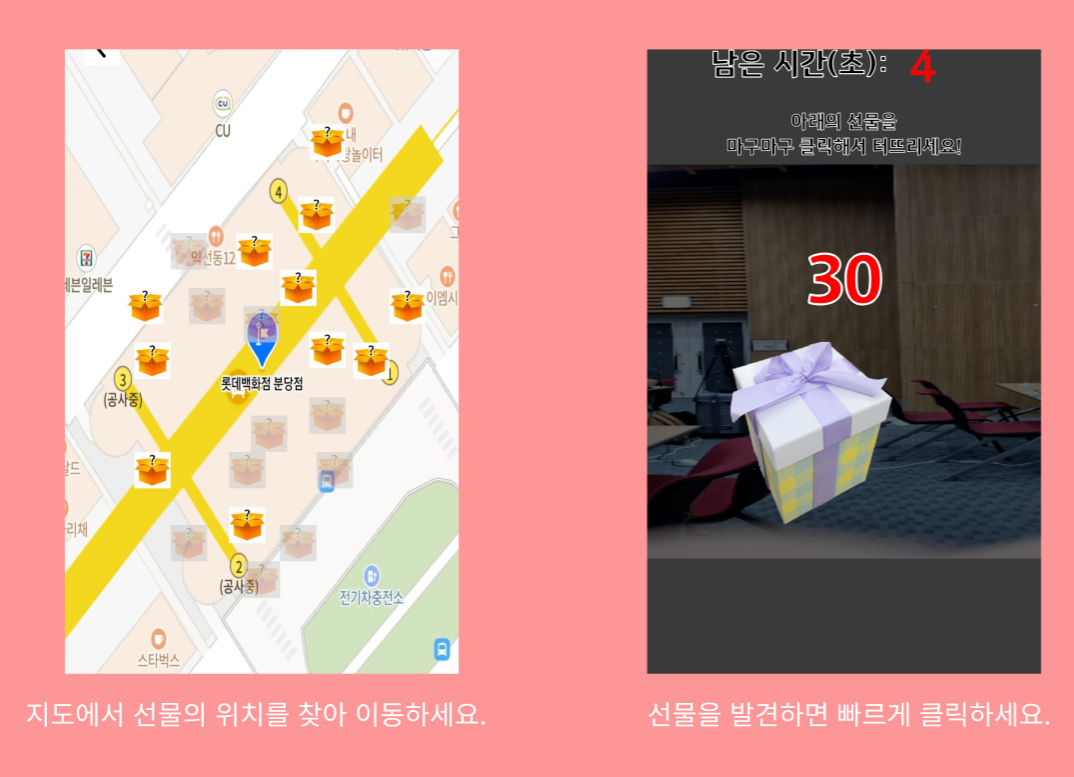 CU
CU
?
내
놀이터
4
?
?
익선동12
7
?
세븐일레븐
?
?
?
이엠시
?
?
?
롯데백화점 분당점
1
3
(공사중)
?
?
2
(공사중)
전기차충전소
스타벅스
지도에서 선물의 위치를 찾아 이동하세요.
남은 시간(초): 4
아래의 선물을
마구마구 클릭해서 터뜨리세요!
30
선물을 발견하면 빠르게 클릭하세요.